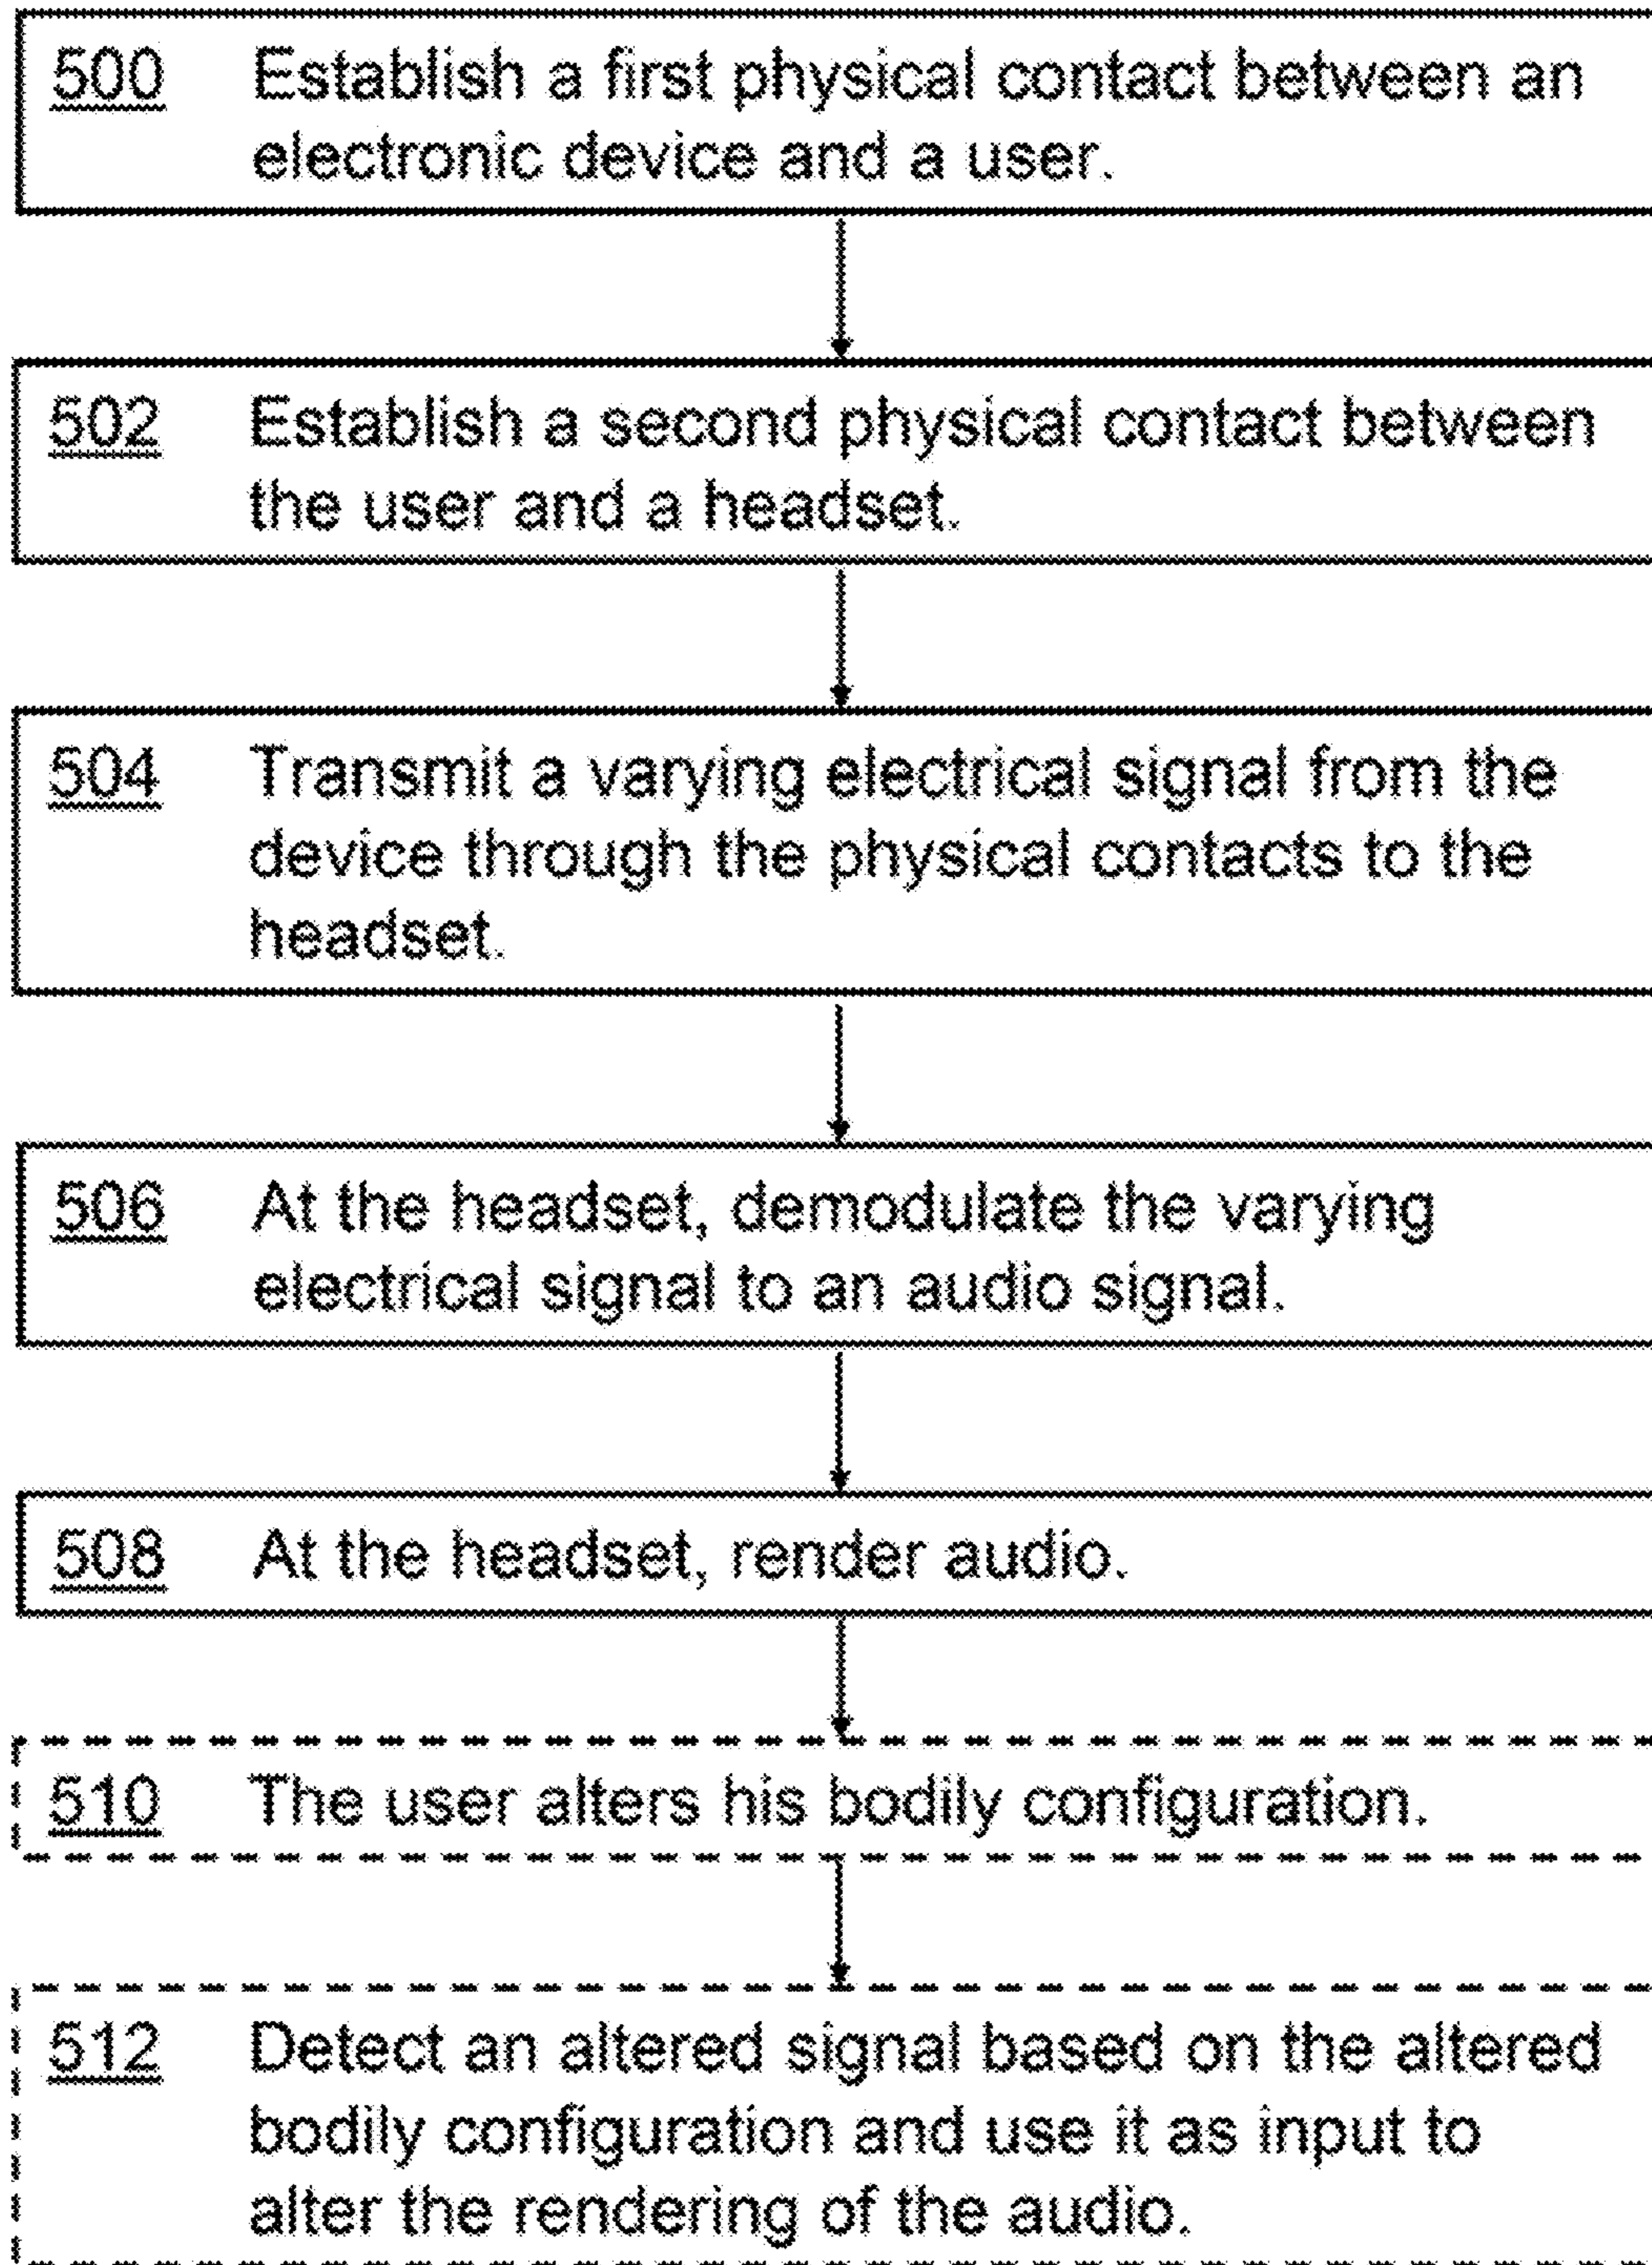 500 Establish a first physical contact between an
electronic device and a user.
502 Establish a second physical contact between
the user and a headset.
504 Transmit a varying electrical signal from the
device through the physical contacts to the
headset.
506 At the headset, demodulate the varying
electrical signal to an audio signal.
508 At the headset, render audio.
510 The user alters his bodily configuration.
512 Detect an altered signal based on the altered
bodily configuration and use it as input to
alter the rendering of the audio.